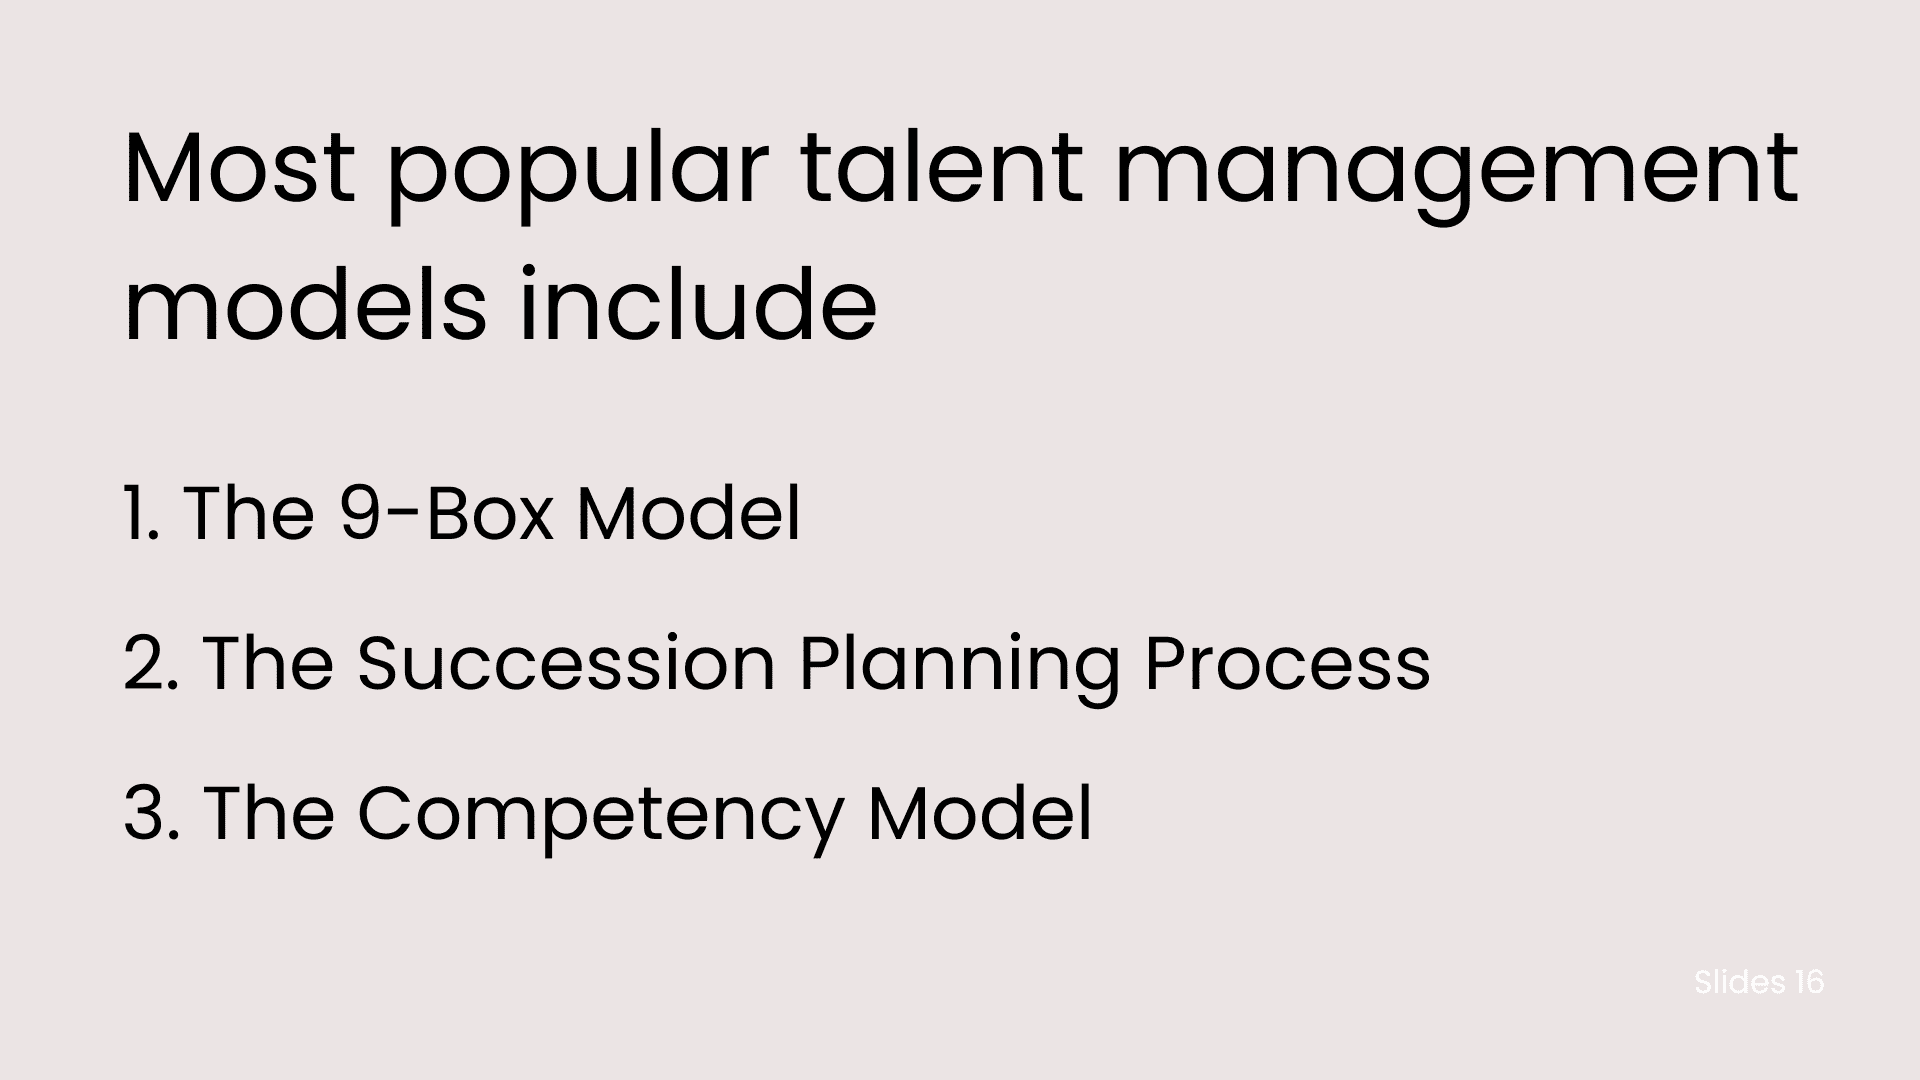 Most popular talent management
models include
1. The 9-Box Model
2. The Succession Planning Process
3. The Competency Model
Slides 16